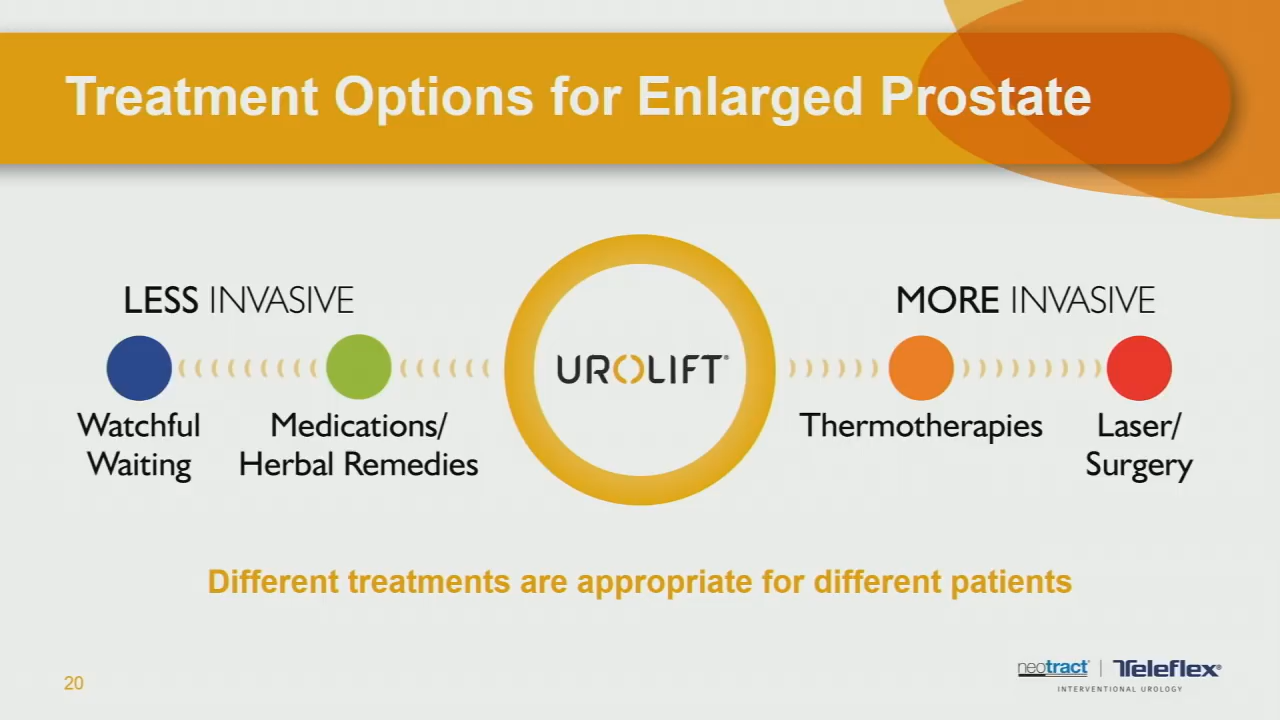 Treatment Options for Enlarged Prostate
LESS INVASIVE
MORE INVASIVE
UROLIFT®
Watchful
Waiting
Medications/
Herbal Remedies
Thermotherapies
Laser/
Surgery
Different treatments are appropriate for different patients
20
neotract® | Teleflex®
INTERVENTIONAL UROLOGY